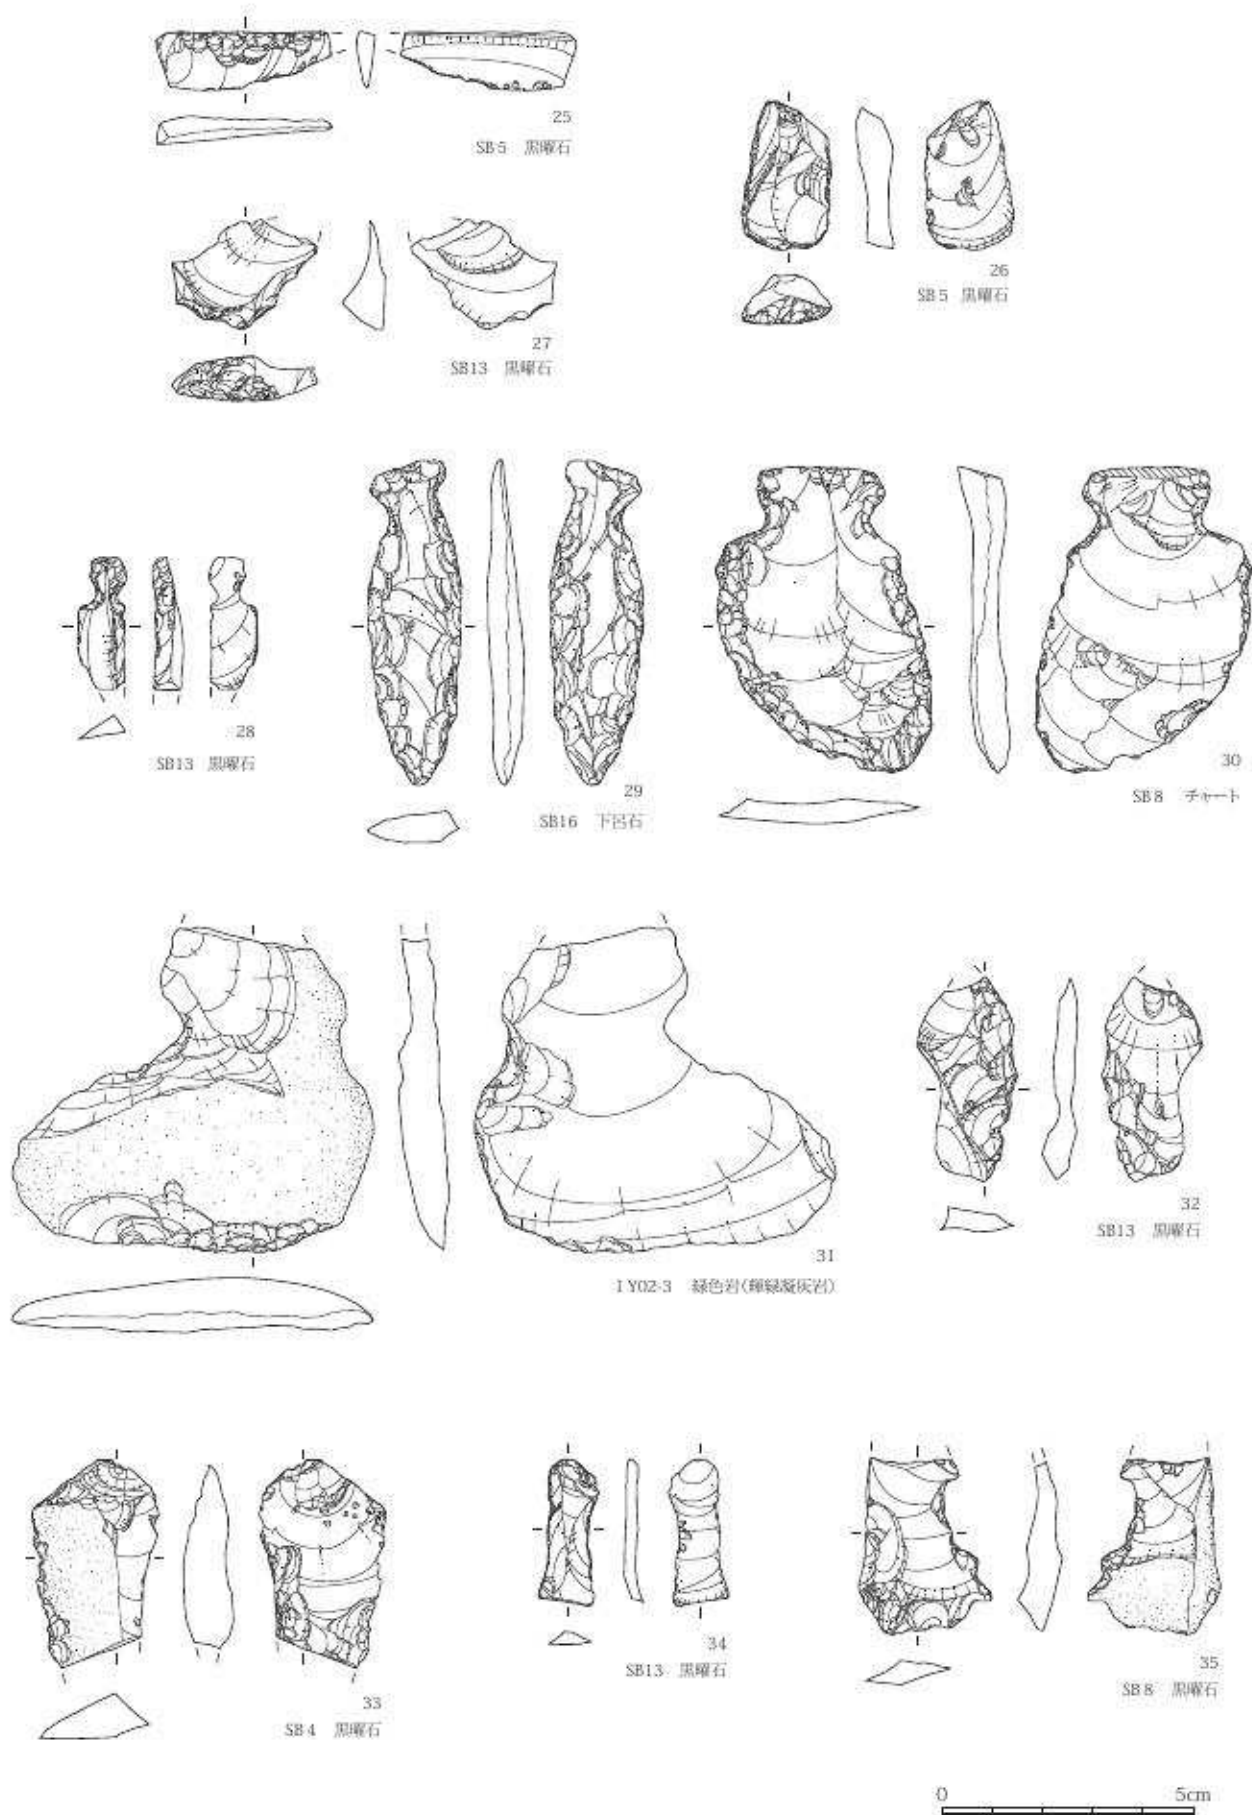 25
SB5 黒曜石
26
SB5 黒曜石
27
SB13 黒曜石
28
SB13 黒曜石
29
SB16 下呂石
30
SB8 チャート
31
IY02-3 緑色岩(輝緑凝灰岩)
32
SB13 黒曜石
33
SB4 黒曜石
34
SB13 黒曜石
35
SB8 黒曜石
0 5cm